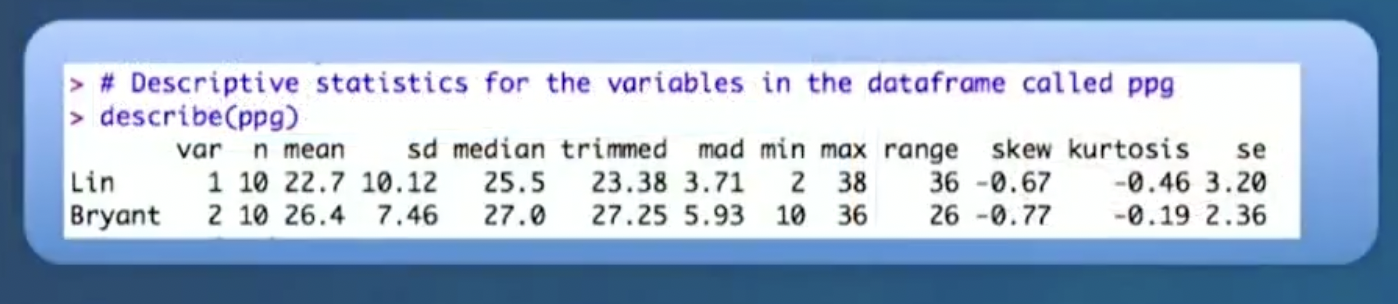 > # Descriptive statistics for the variables in the dataframe called ppg
> describe(ppg)
var n mean sd median trimmed mad min max range skew kurtosis se
Lin 1 10 22.7 10.12 25.5 23.38 3.71 2 38 36 -0.67 -0.46 3.20
Bryant 2 10 26.4 7.46 27.0 27.25 5.93 10 36 26 -0.77 -0.19 2.36